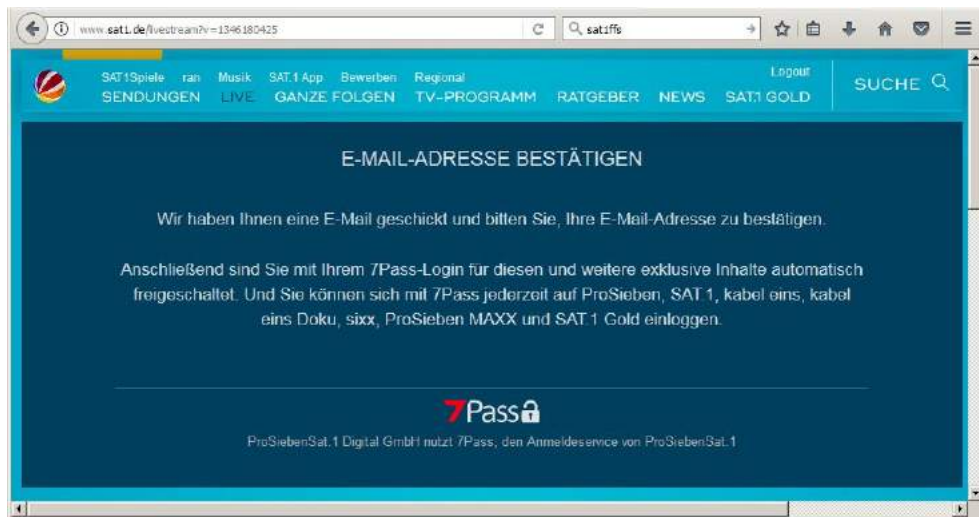 www.sat1.de/livestream?v=1346180425
sat1ffs
SAT1Spiele ran Musik SAT.1 App Bewerben Regional Logout
SENDUNGEN LIVE GANZE FOLGEN TV-PROGRAMM RATGEBER NEWS SAT.1 GOLD SUCHE
E-MAIL-ADRESSE BESTÄTIGEN
Wir haben Ihnen eine E-Mail geschickt und bitten Sie, Ihre E-Mail-Adresse zu bestätigen.
Anschließend sind Sie mit Ihrem 7Pass-Login für diesen und weitere exklusive Inhalte automatisch
freigeschaltet. Und Sie können sich mit 7Pass jederzeit auf ProSieben, SAT.1, kabel eins, kabel
eins Doku, sixx, ProSieben MAXX und SAT.1 Gold einloggen.
7Pass
ProSiebenSat.1 Digital GmbH nutzt 7Pass, den Anmeldeservice von ProSiebenSat.1